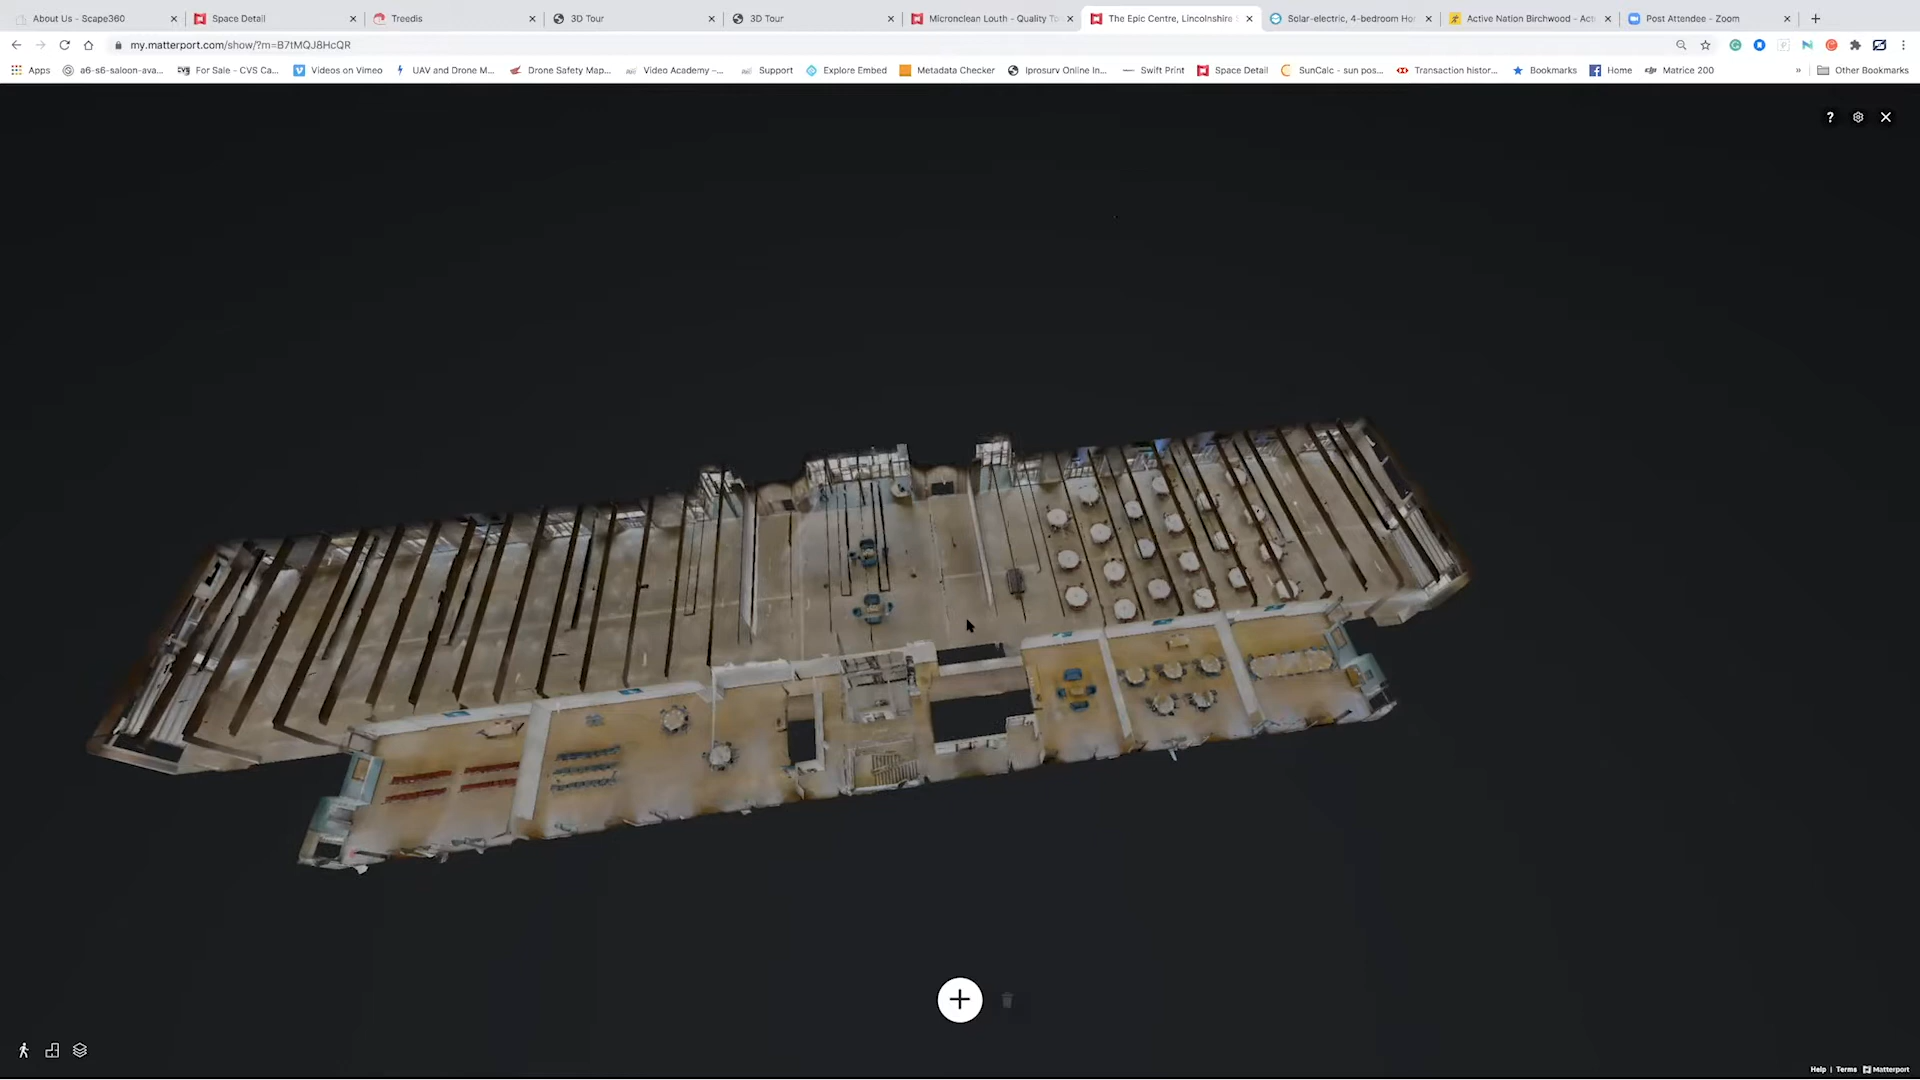 About Us - Scape360
Space Detail
Treedis
3D Tour
3D Tour
Micronclean Louth - Quality To
The Epic Centre, Lincolnshire
Solar-electric, 4-bedroom Ho
Active Nation Birchwood - Act
Post Attendee - Zoom
my.matterport.com/show/?m=B7tMQJ8HcQR
Apps
a6-s6-saloon-ava...
For Sale - CVS Ca...
Videos on Vimeo
UAV and Drone M...
Drone Safety Map...
Video Academy –...
Support
Explore Embed
Metadata Checker
Iprosurv Online In...
Swift Print
Space Detail
SunCalc - sun pos...
Transaction histor...
Bookmarks
Home
Matrice 200
»
Other Bookmarks
?
Help | Terms Matterport